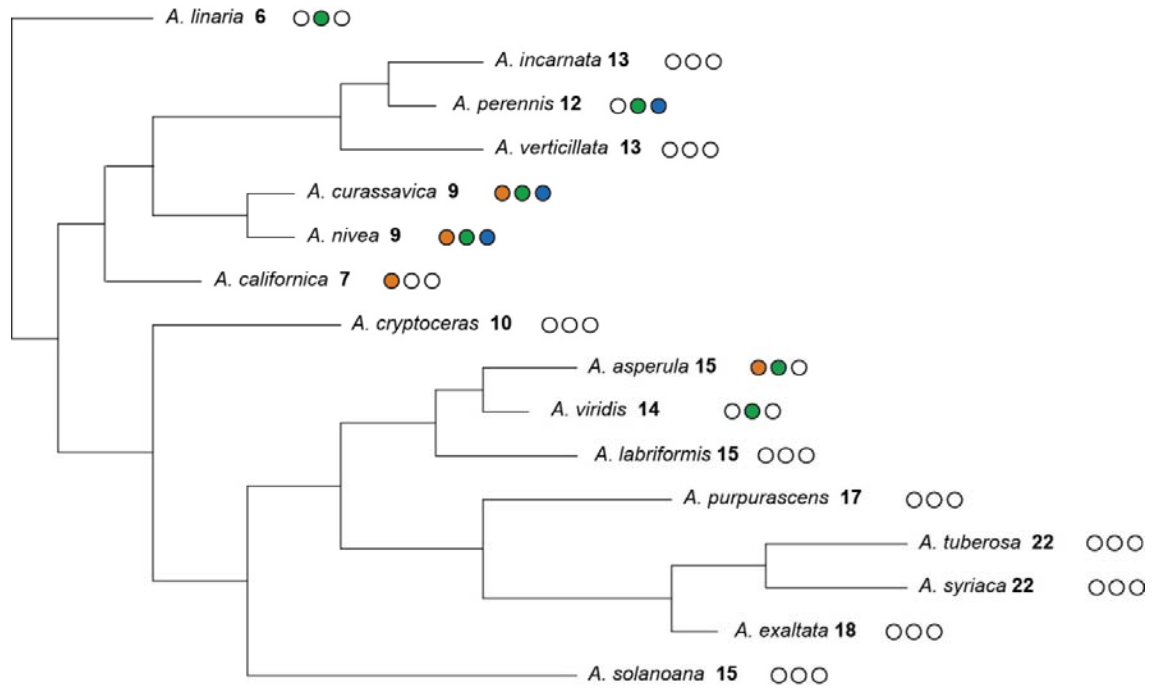 A. linaria 6
A. incarnata 13
A. perennis 12
A. verticillata 13
A. curassavica 9
A. nivea 9
A. californica 7
A. cryptoceras 10
A. asperula 15
A. viridis 14
A. labriformis 15
A. purpurascens 17
A. tuberosa 22
A. syriaca 22
A. exaltata 18
A. solanoana 15